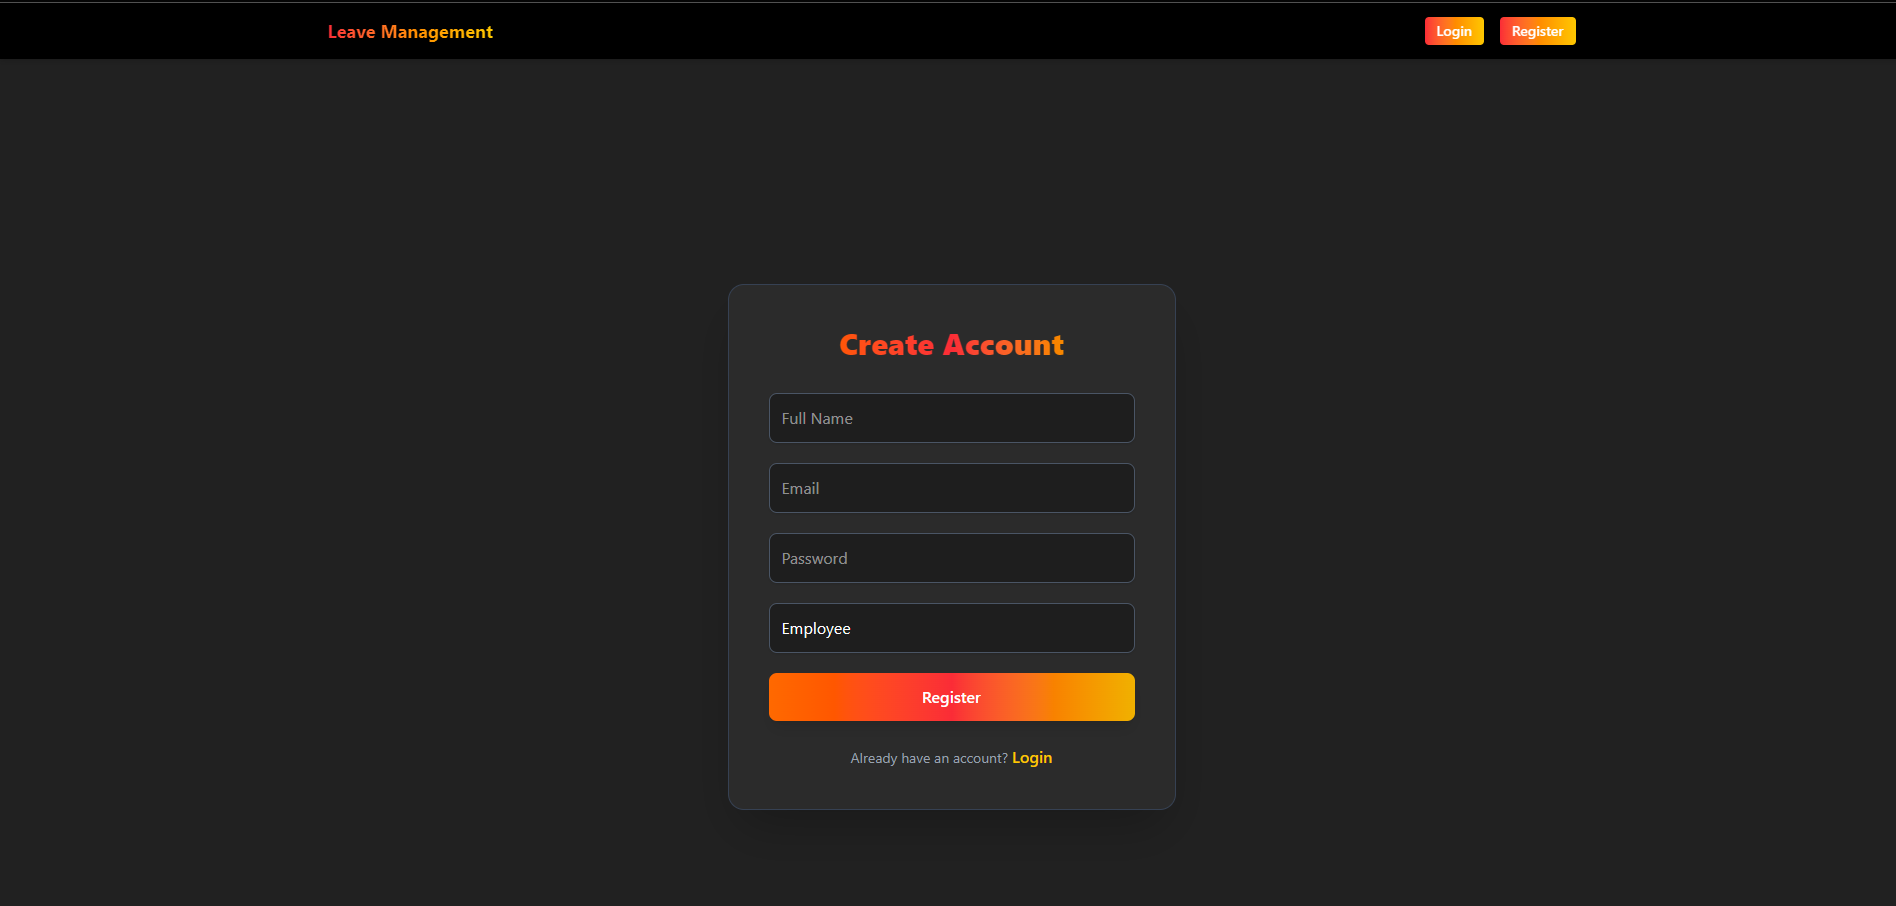 Leave Management
Login
Register
Create Account
Full Name
Email
Password
Employee
Register
Already have an account? Login